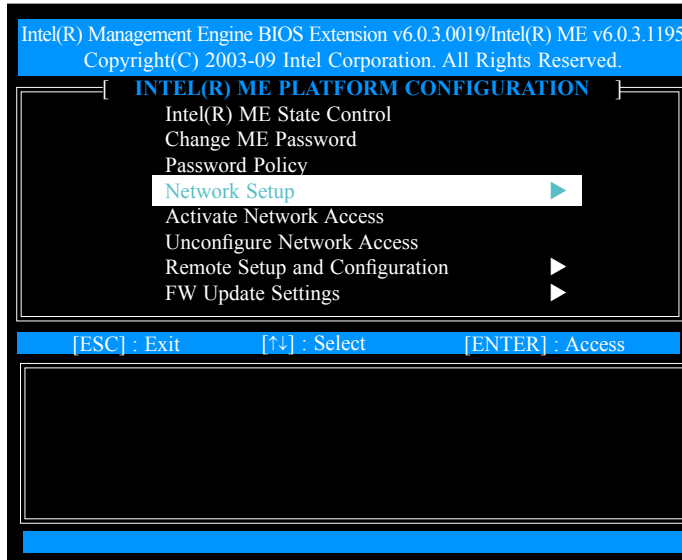 Intel(R) Management Engine BIOS Extension v6.0.3.0019/Intel(R) ME v6.0.3.1195
Copyright(C) 2003-09 Intel Corporation. All Rights Reserved.
[ INTEL(R) ME PLATFORM CONFIGURATION ]
Intel(R) ME State Control
Change ME Password
Password Policy
Network Setup ▶
Activate Network Access
Unconfigure Network Access
Remote Setup and Configuration ▶
FW Update Settings ▶
[ESC] : Exit [↑↓] : Select [ENTER] : Access